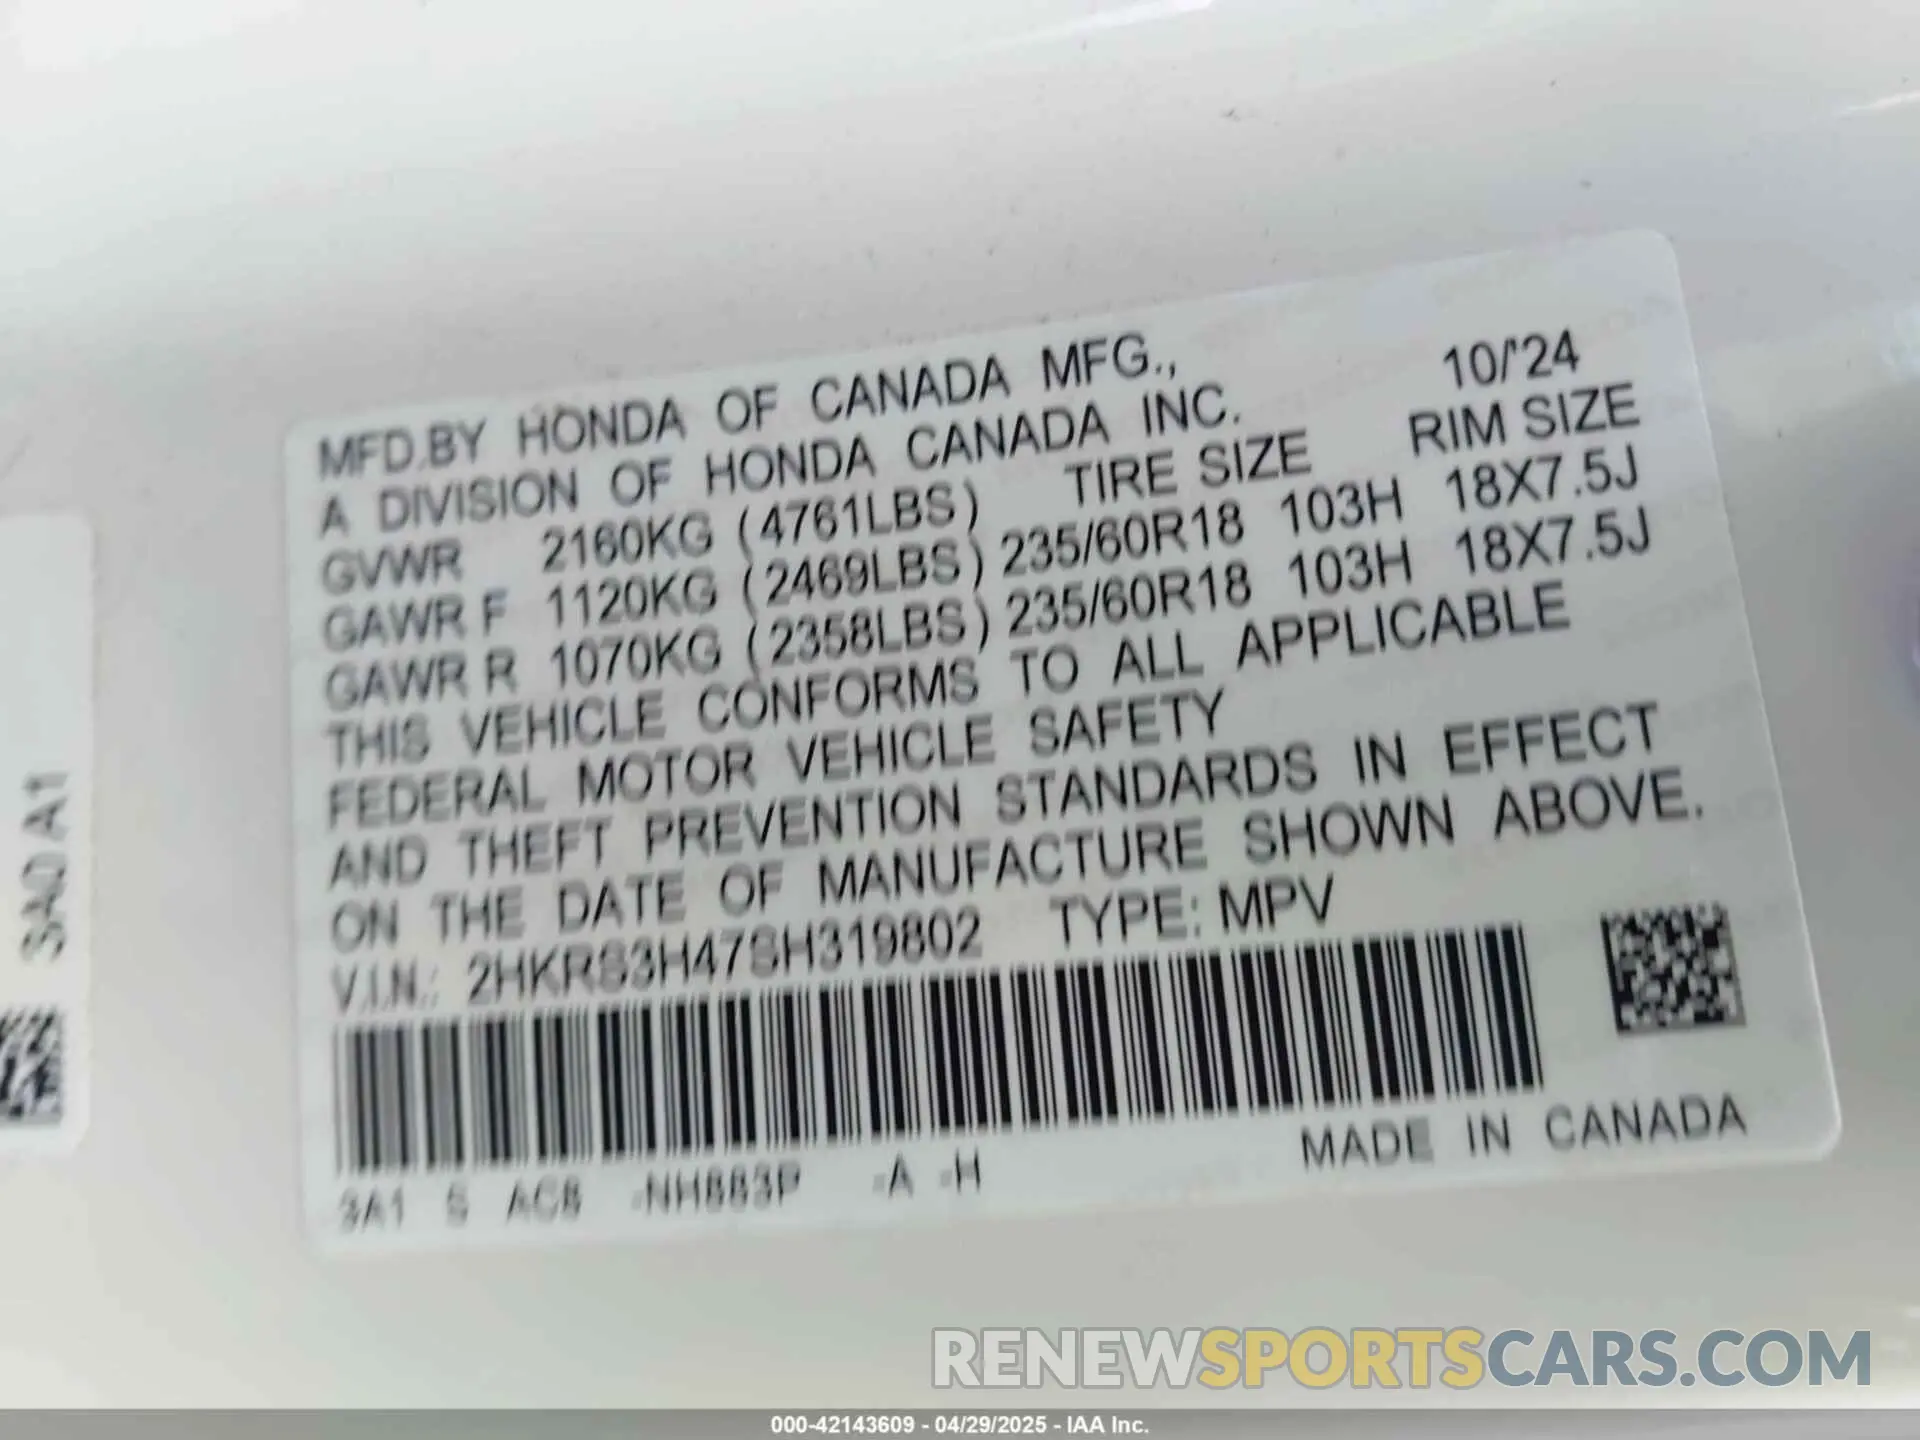 MFD.BY HONDA OF CANADA MFG., 10/'24
A DIVISION OF HONDA CANADA INC.
TIRE SIZE RIM SIZE
GVWR 2160KG (4761LBS)
GAWR F 1120KG (2469LBS) 235/60R18 103H 18X7.5J
GAWR R 1070KG (2358LBS) 235/60R18 103H 18X7.5J
THIS VEHICLE CONFORMS TO ALL APPLICABLE
FEDERAL MOTOR VEHICLE SAFETY
AND THEFT PREVENTION STANDARDS IN EFFECT
ON THE DATE OF MANUFACTURE SHOWN ABOVE.
V.I.N.: 2HKRS3H47SH319802 TYPE: MPV
3A1 S AC8 -NH883P -A -H
MADE IN CANADA
3A0 A1
RENEWSPORTSCARS.COM
000-42143609 - 04/29/2025 - IAA Inc.